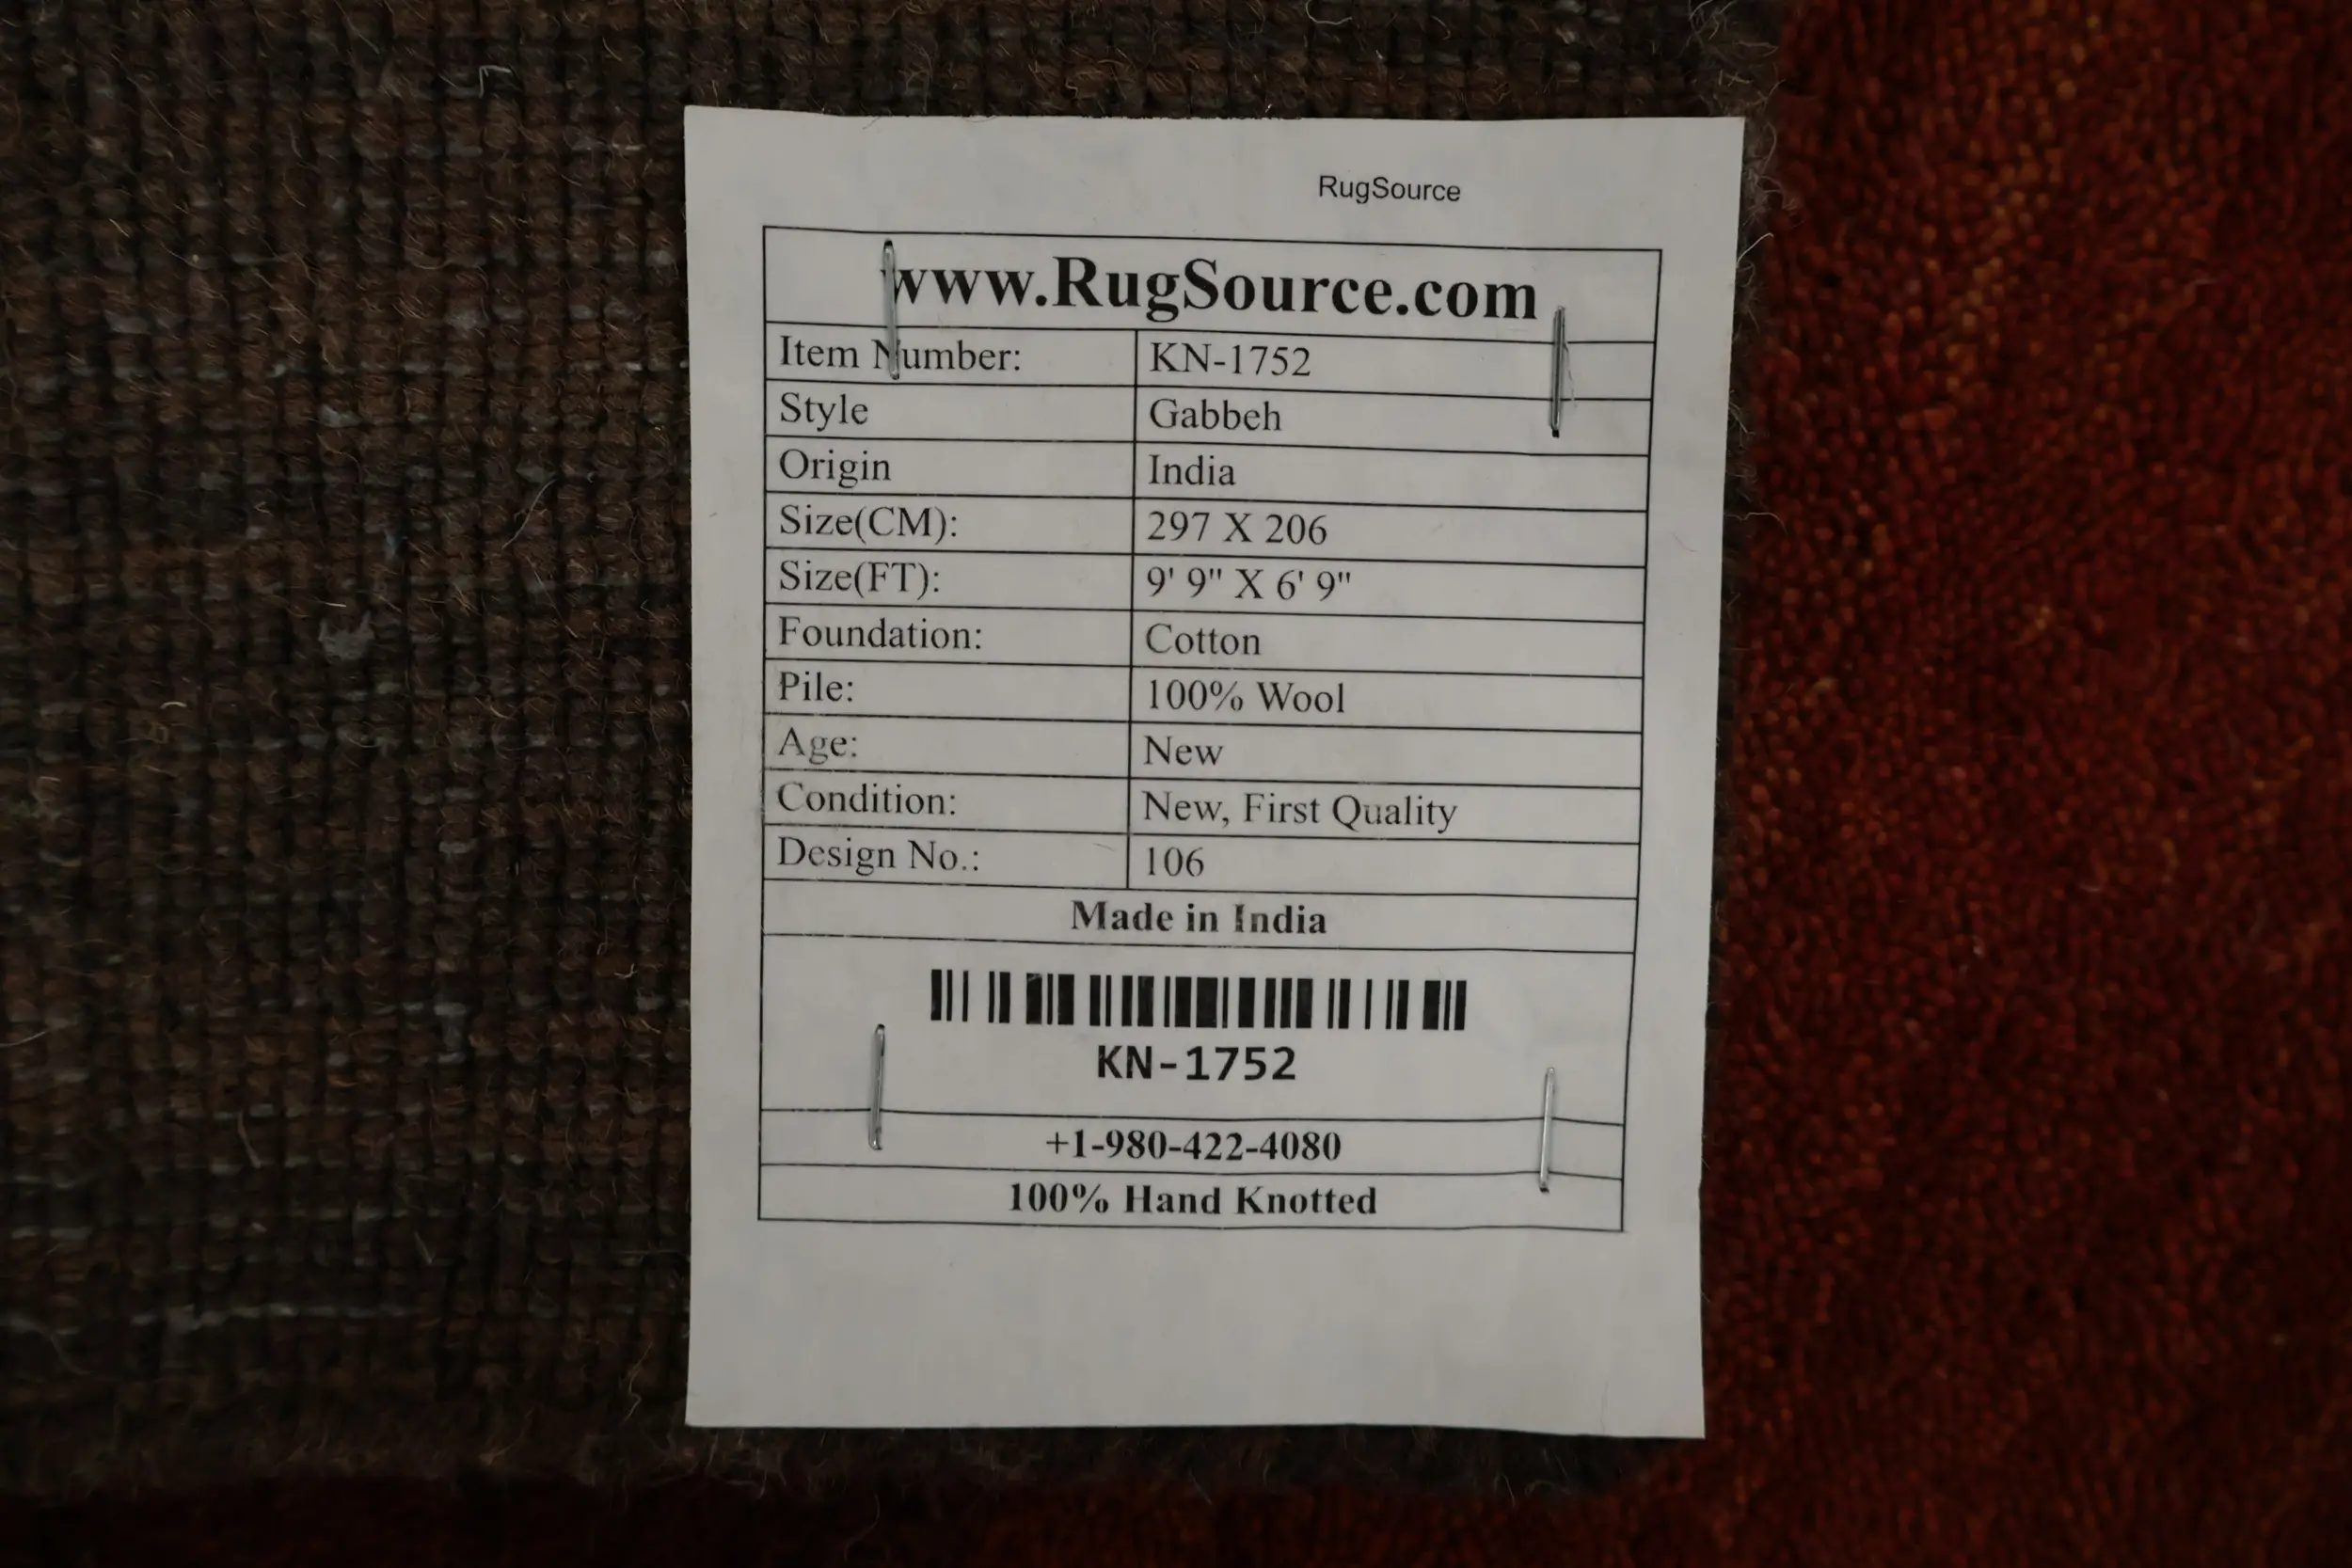 RugSource
www.RugSource.com
Item Number: KN-1752
Style Gabbeh
Origin India
Size(CM): 297 X 206
Size(FT): 9' 9" X 6' 9"
Foundation: Cotton
Pile: 100% Wool
Age: New
Condition: New, First Quality
Design No.: 106
Made in India
KN-1752
+1-980-422-4080
100% Hand Knotted